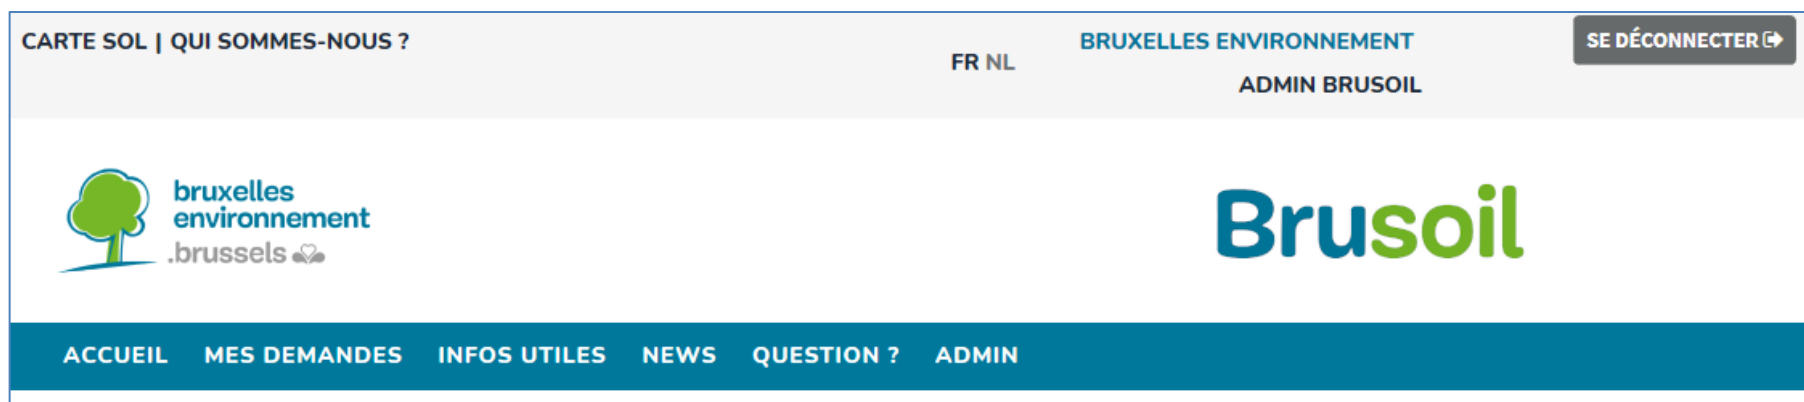 CARTE SOL | QUI SOMMES-NOUS ?
FR NL
BRUXELLES ENVIRONNEMENT
ADMIN BRUSOIL
SE DÉCONNECTER
bruxelles
environnement
.brussels
Brusoil
ACCUEIL MES DEMANDES INFOS UTILES NEWS QUESTION ? ADMIN